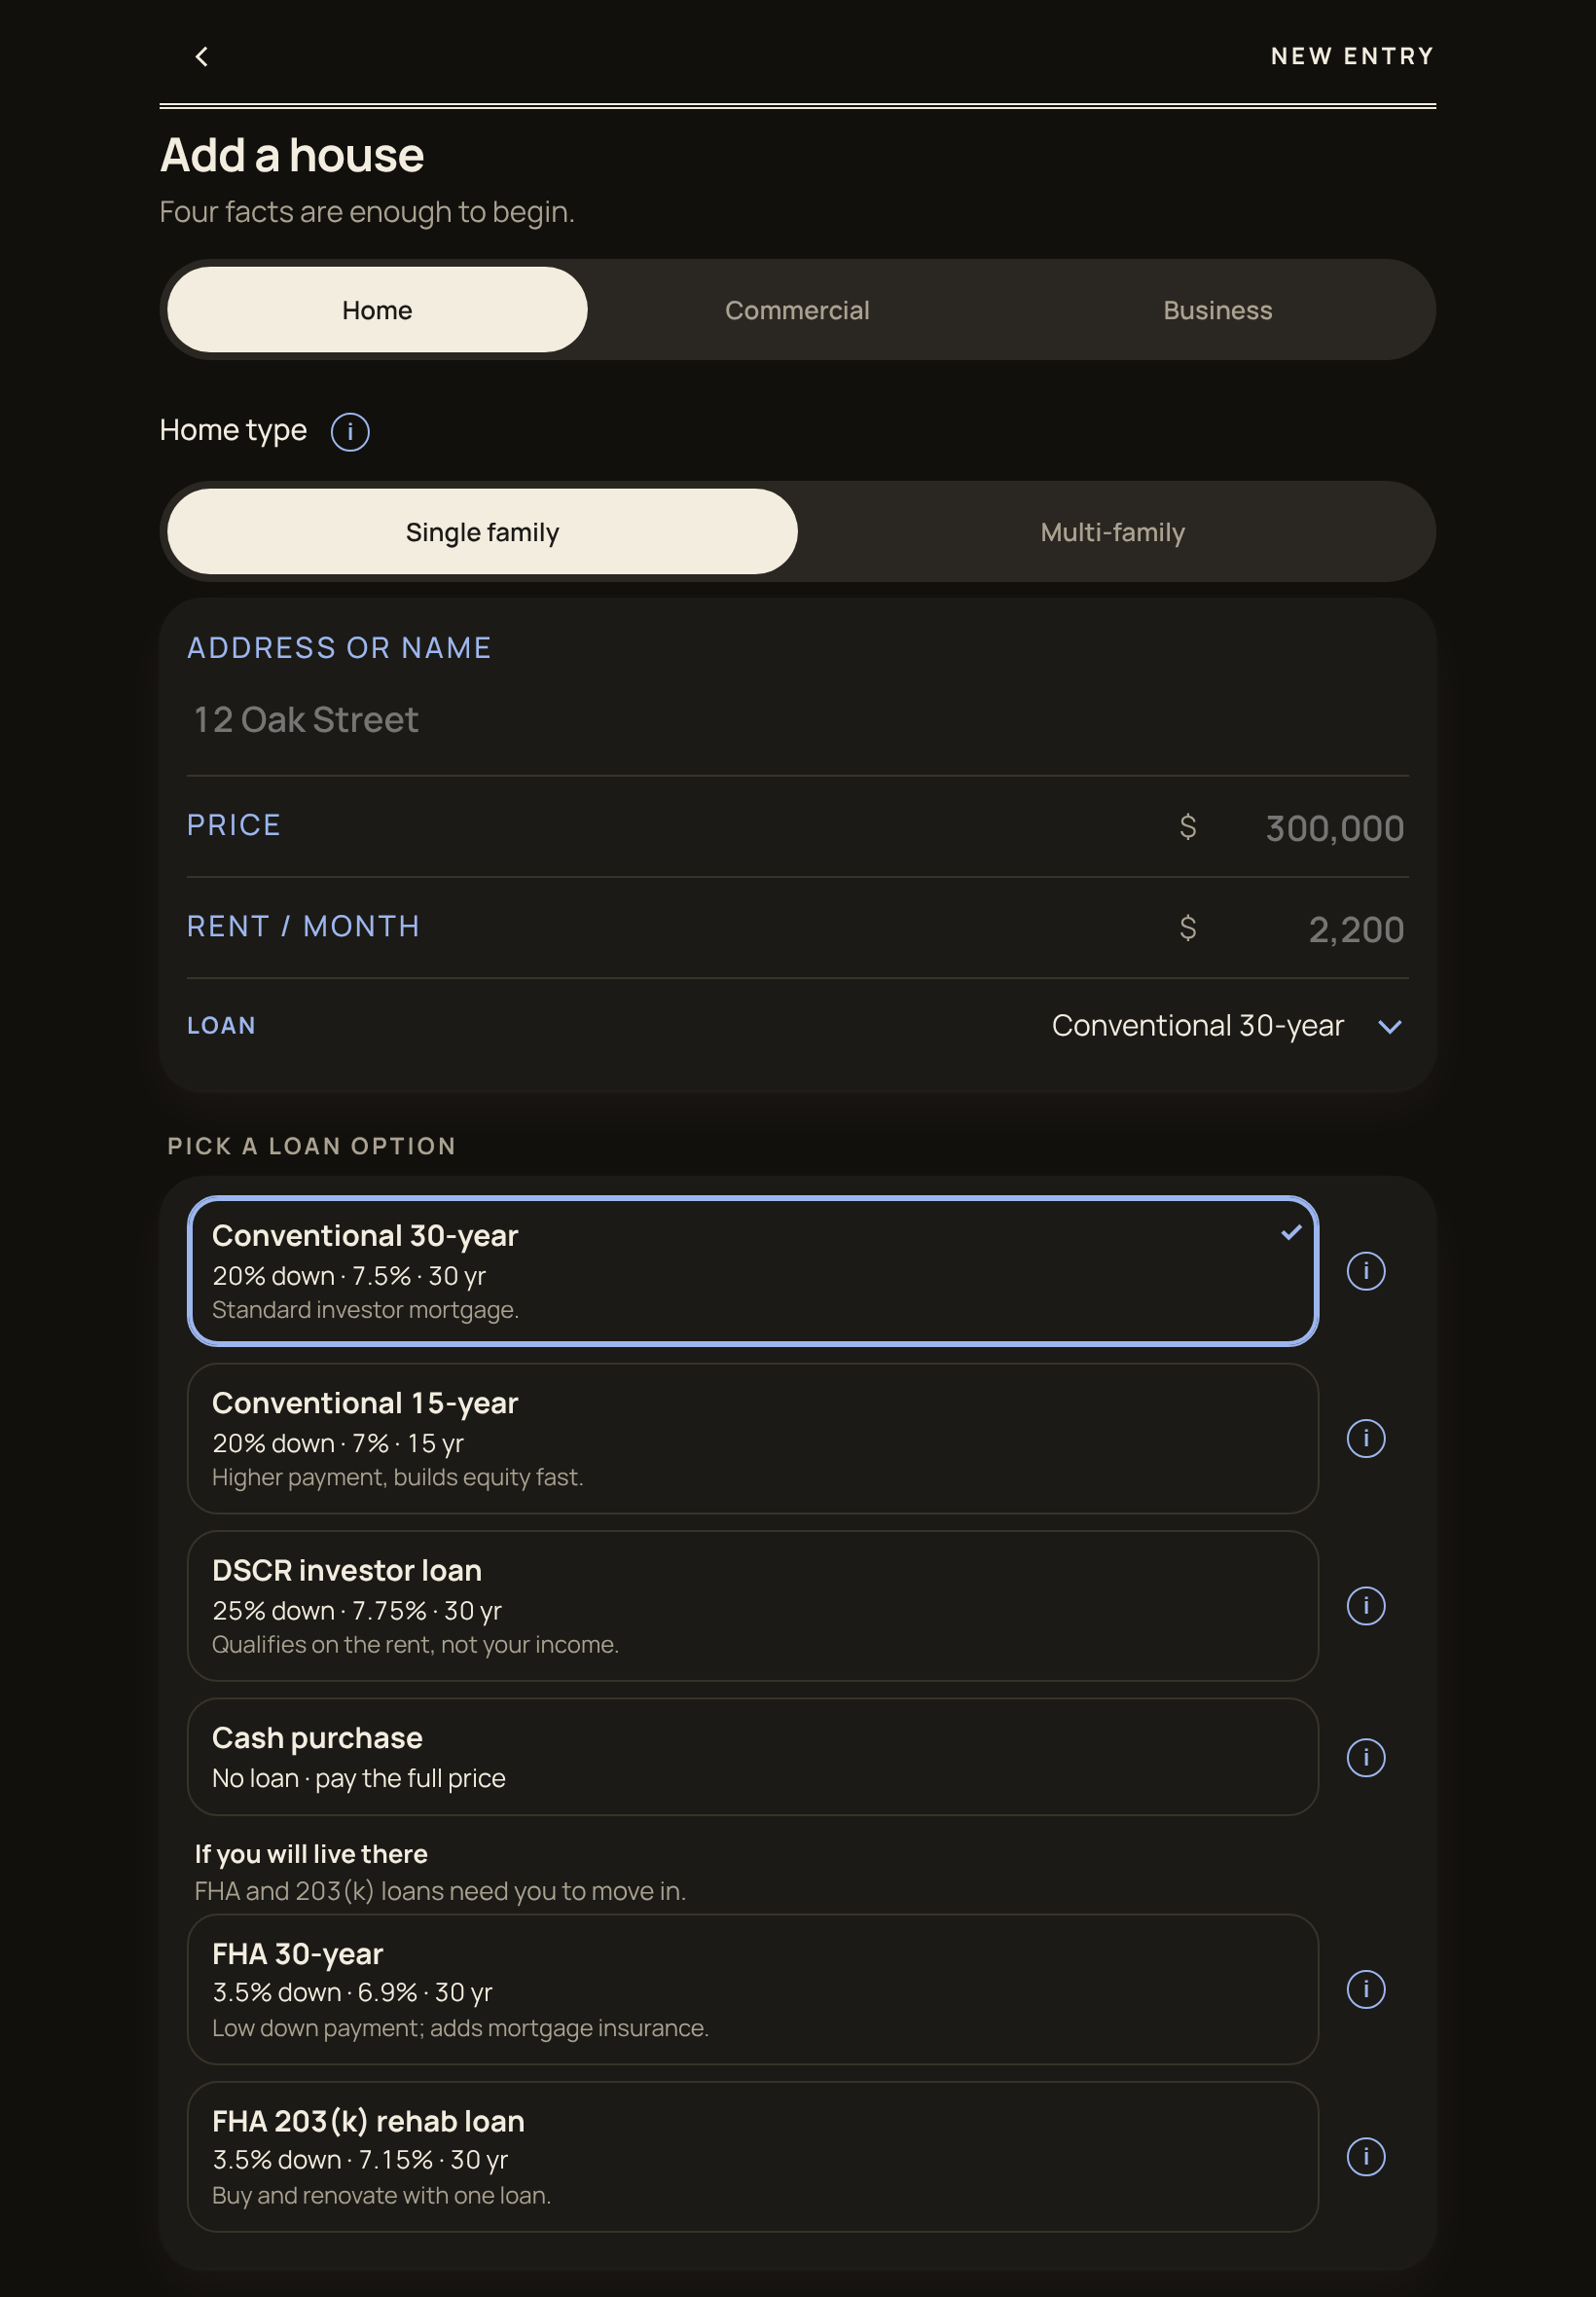 NEW ENTRY
Add a house
Four facts are enough to begin.
Home Commercial Business
Home type i
Single family Multi-family
ADDRESS OR NAME
12 Oak Street
PRICE $ 300,000
RENT / MONTH $ 2,200
LOAN Conventional 30-year
PICK A LOAN OPTION
Conventional 30-year
20% down · 7.5% · 30 yr
Standard investor mortgage.
i
Conventional 15-year
20% down · 7% · 15 yr
Higher payment, builds equity fast.
i
DSCR investor loan
25% down · 7.75% · 30 yr
Qualifies on the rent, not your income.
i
Cash purchase
No loan · pay the full price
i
If you will live there
FHA and 203(k) loans need you to move in.
FHA 30-year
3.5% down · 6.9% · 30 yr
Low down payment; adds mortgage insurance.
i
FHA 203(k) rehab loan
3.5% down · 7.15% · 30 yr
Buy and renovate with one loan.
i